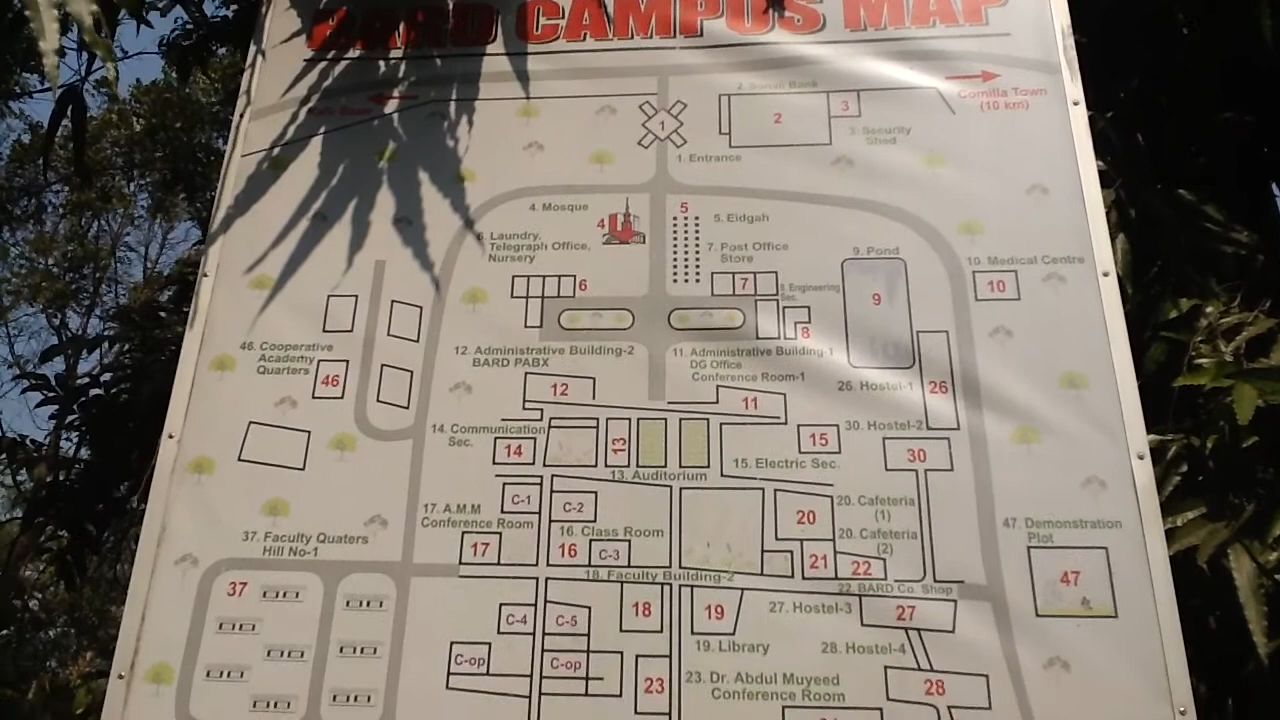 BARD CAMPUS MAP
Comilla Town
(10 km)
2
3
3. Security
Shed
1
1. Entrance
4. Mosque
4
5
5. Eidgah
6. Laundry,
Telegraph Office,
Nursery
6
7. Post Office
Store
7
8. Engineering
Sec.
8
9. Pond
9
10. Medical Centre
10
46. Cooperative
Academy
Quarters
46
12. Administrative Building-2
BARD PABX
12
11. Administrative Building-1
DG Office
Conference Room-1
11
26. Hostel-1
26
14. Communication
Sec.
14
13
13. Auditorium
15
15. Electric Sec.
30. Hostel-2
30
C-1
C-2
17. A.M.M
Conference Room
17
16. Class Room
16
C-3
20
20. Cafeteria
(1)
20. Cafeteria
(2)
21
22
22. BARD Co. Shop
47. Demonstration
Plot
47
37. Faculty Quaters
Hill No-1
37
18. Faculty Building-2
C-4
C-5
18
19
19. Library
27. Hostel-3
27
28. Hostel-4
28
C-op
C-op
23
23. Dr. Abdul Muyeed
Conference Room